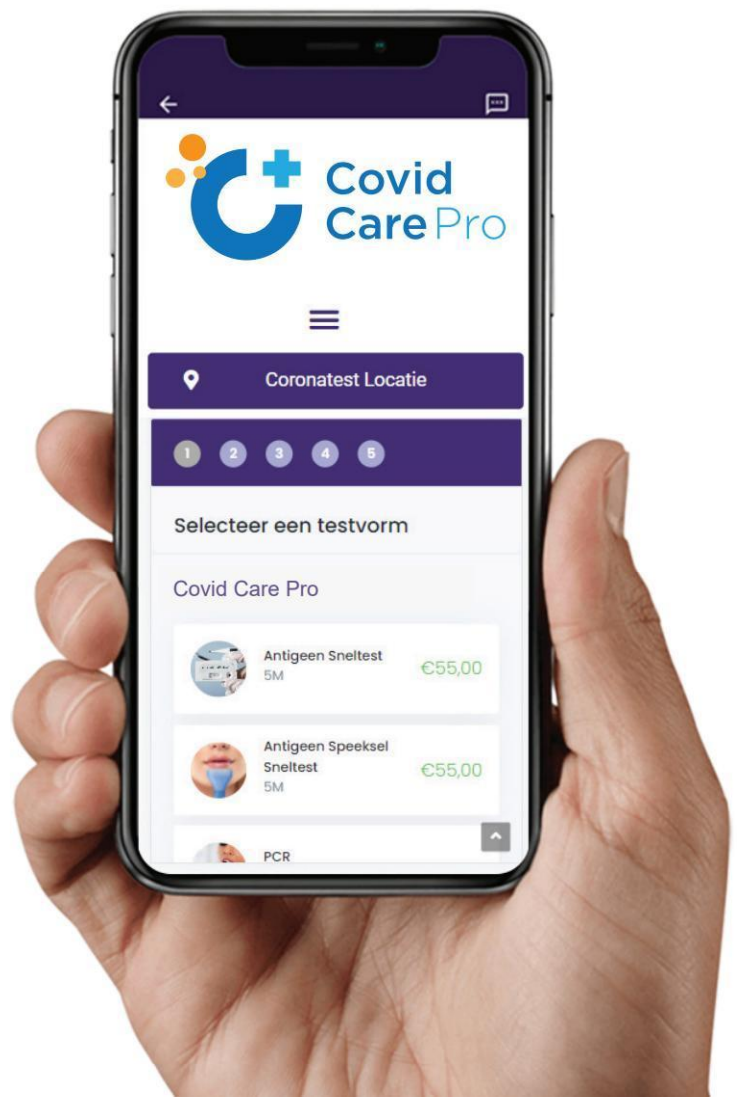 Covid
Care Pro
Coronatest Locatie
1 2 3 4 5
Selecteer een testvorm
Covid Care Pro
Antigeen Sneltest
5M
€55,00
Antigeen Speeksel
Sneltest
5M
€55,00
PCR